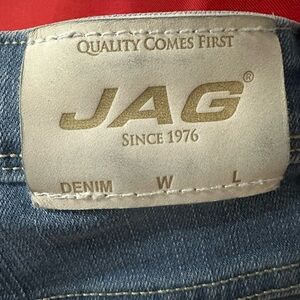 QUALITY COMES FIRST
JAG®
SINCE 1976
DENIM W L